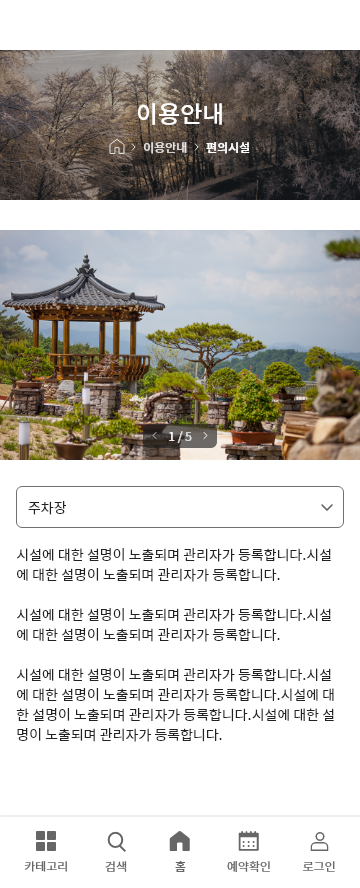 이용안내
이용안내 편의시설
1 / 5
주차장
시설에 대한 설명이 노출되며 관리자가 등록합니다.시설
에 대한 설명이 노출되며 관리자가 등록합니다.
시설에 대한 설명이 노출되며 관리자가 등록합니다.시설
에 대한 설명이 노출되며 관리자가 등록합니다.
시설에 대한 설명이 노출되며 관리자가 등록합니다.시설
에 대한 설명이 노출되며 관리자가 등록합니다.시설에 대
한 설명이 노출되며 관리자가 등록합니다.시설에 대한 설
명이 노출되며 관리자가 등록합니다.
카테고리 검색 홈 예약확인 로그인